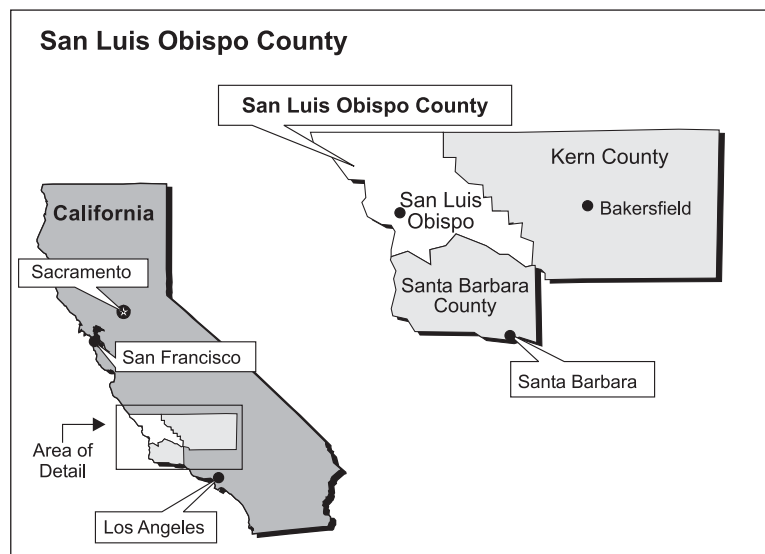 San Luis Obispo County
San Luis Obispo County
Kern County
San Luis
Obispo
Bakersfield
California
Sacramento
Santa Barbara
County
San Francisco
Santa Barbara
Area of
Detail
Los Angeles